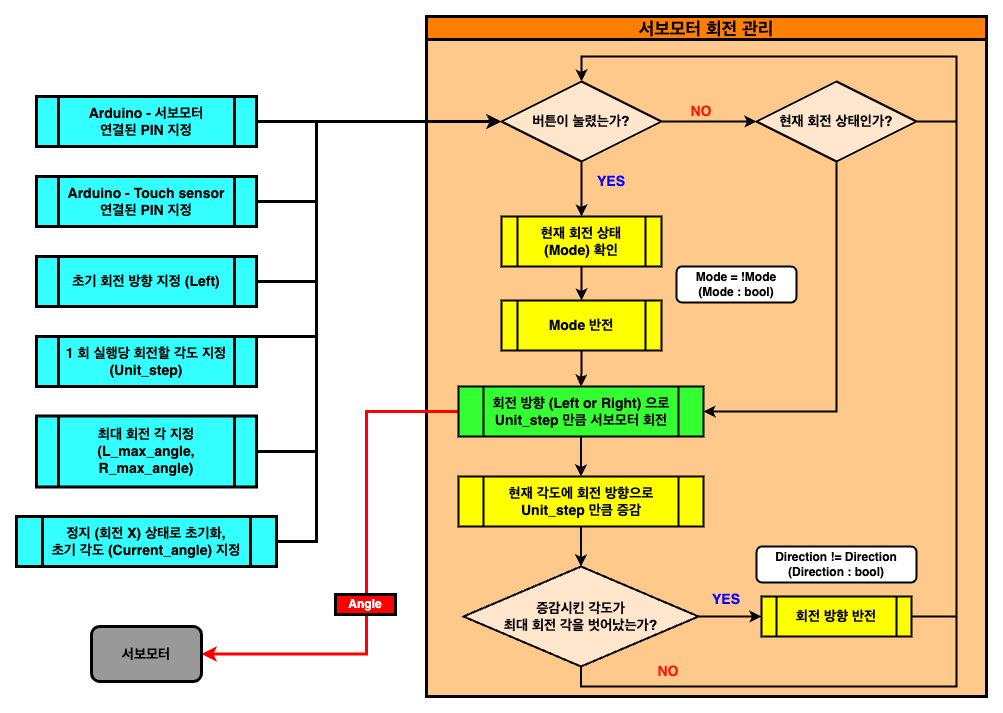 서보모터 회전 관리
Arduino - 서보모터
연결된 PIN 지정
Arduino - Touch sensor
연결된 PIN 지정
초기 회전 방향 지정 (Left)
1 회 실행당 회전할 각도 지정
(Unit_step)
최대 회전 각 지정
(L_max_angle,
R_max_angle)
정지 (회전 X) 상태로 초기화,
초기 각도 (Current_angle) 지정
버튼이 눌렸는가?
NO
현재 회전 상태인가?
YES
현재 회전 상태
(Mode) 확인
Mode = !Mode
(Mode : bool)
Mode 반전
회전 방향 (Left or Right) 으로
Unit_step 만큼 서보모터 회전
현재 각도에 회전 방향으로
Unit_step 만큼 증감
Direction != Direction
(Direction : bool)
증감시킨 각도가
최대 회전 각을 벗어났는가?
YES
회전 방향 반전
NO
Angle
서보모터